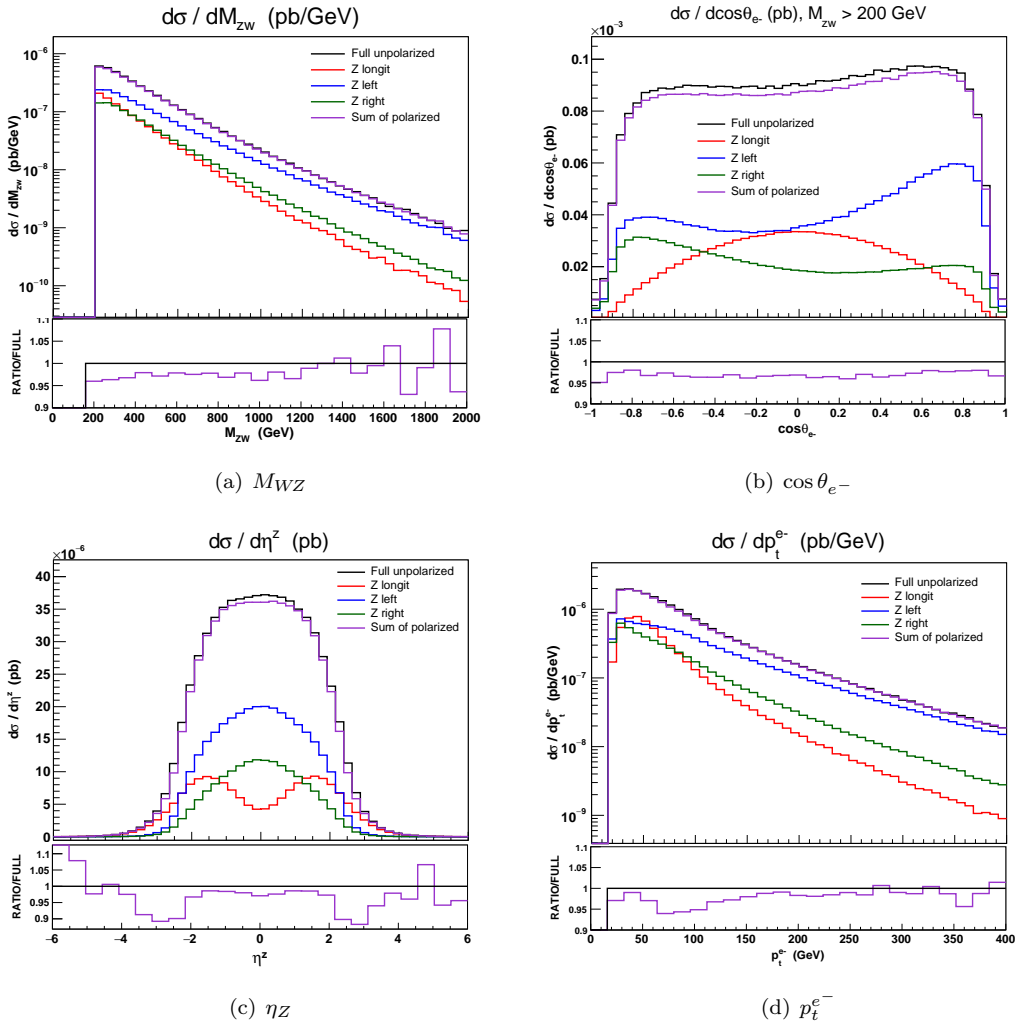 dσ / dM_zw (pb/GeV)
dσ / dM_zw (pb/GeV)
10⁻⁶
10⁻⁷
10⁻⁸
10⁻⁹
10⁻¹⁰
Full unpolarized
Z longit
Z left
Z right
Sum of polarized
RATIO/FULL
1.1
1.05
1
0.95
0.9
0 200 400 600 800 1000 1200 1400 1600 1800 2000
M_ZW (GeV)
(a) M_WZ
dσ / dcosθ_e- (pb), M_zw > 200 GeV
×10⁻³
dσ / dcosθ_e- (pb)
0.1
0.08
0.06
0.04
0.02
Full unpolarized
Z longit
Z left
Z right
Sum of polarized
RATIO/FULL
1.1
1.05
1
0.95
0.9
−1 −0.8 −0.6 −0.4 −0.2 0 0.2 0.4 0.6 0.8 1
cosθ_e-
(b) cos θ_e−
dσ / dη^z (pb)
×10⁻⁶
dσ / dη^z (pb)
40
35
30
25
20
15
10
5
0
Full unpolarized
Z longit
Z left
Z right
Sum of polarized
RATIO/FULL
1.1
1.05
1
0.95
0.9
−6 −4 −2 0 2 4 6
η^z
(c) η_Z
dσ / dp_t^e- (pb/GeV)
dσ / dp_t^e- (pb/GeV)
10⁻⁶
10⁻⁷
10⁻⁸
10⁻⁹
Full unpolarized
Z longit
Z left
Z right
Sum of polarized
RATIO/FULL
1.1
1.05
1
0.95
0.9
0 50 100 150 200 250 300 350 400
p_t^e- (GeV)
(d) p_t^e−